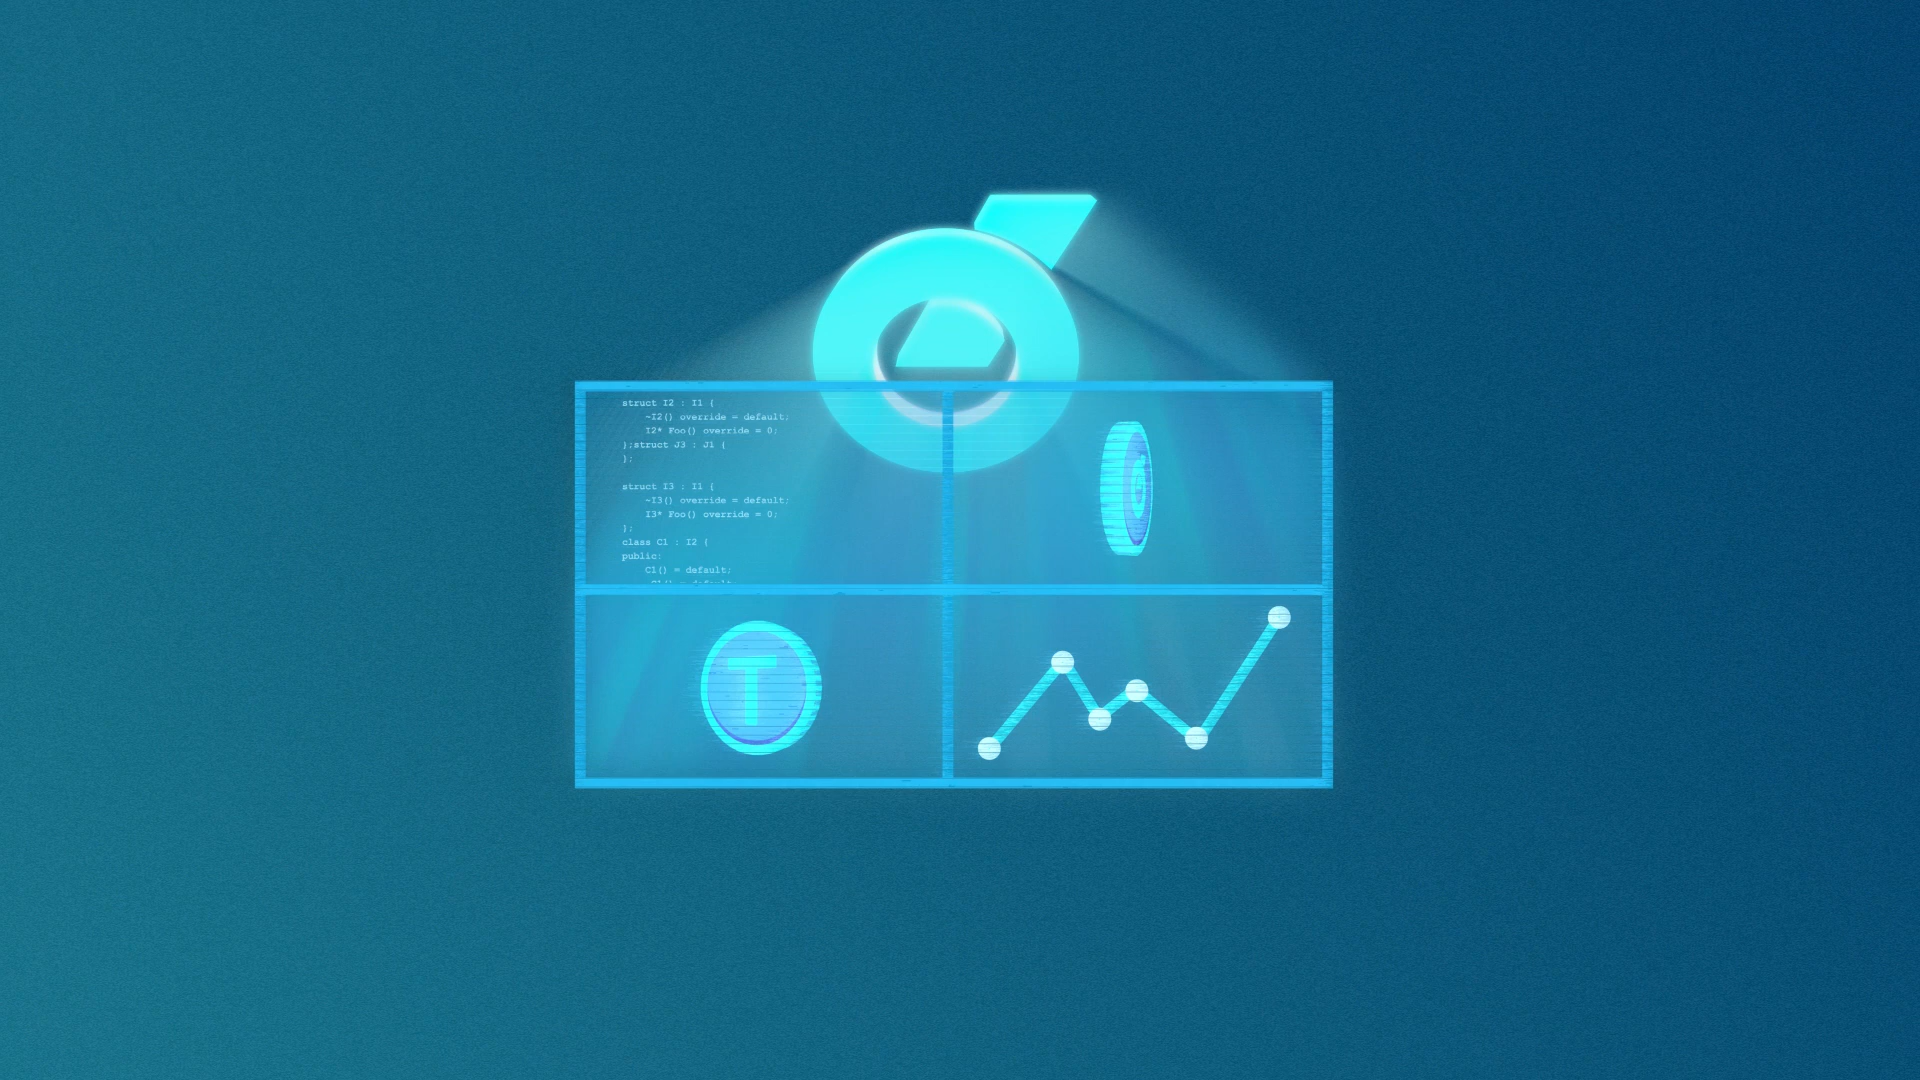 struct I2 : I1 {
    ~I2() override = default;
    I2* Foo() override = 0;
};struct J3 : J1 {
};
struct I3 : I1 {
    ~I3() override = default;
    I3* Foo() override = 0;
};
class C1 : I2 {
public:
    C1() = default;
T